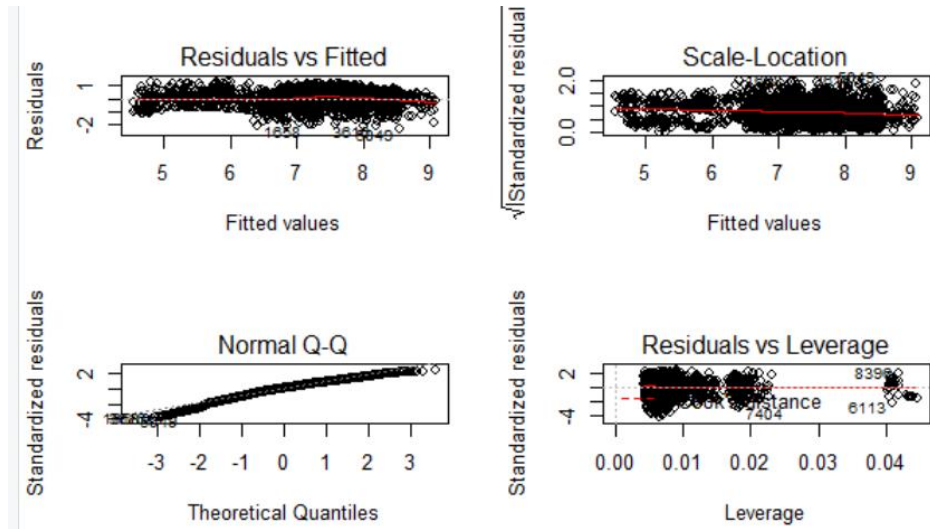 Residuals vs Fitted
Residuals
1
-2
1658
5 6 7 8 9
Fitted values
Scale-Location
√|Standardized residual
0.0 2.0
5 6 7 8 9
Fitted values
Normal Q-Q
Standardized residuals
2
-4
-3 -2 -1 0 1 2 3
Theoretical Quantiles
Residuals vs Leverage
Standardized residuals
2
-4
6113
7404
0.00 0.01 0.02 0.03 0.04
Leverage